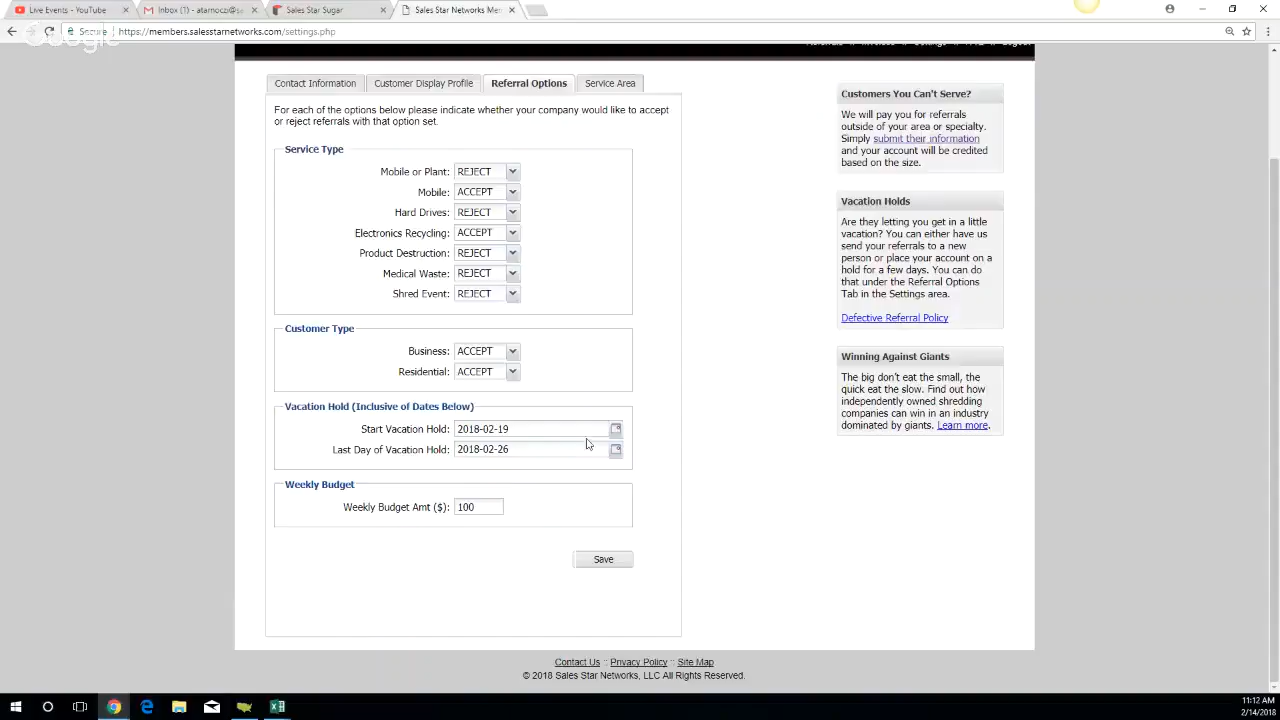 Live Events - YouTube
Inbox (1) - atarnoczi@s
Sales Star Sugar
Sales Star Networks Mem
Secure
https://members.salesstarnetworks.com/settings.php
Google
Referrals :: Invoices :: Settings :: FAQ :: Logout
Contact Information
Customer Display Profile
Referral Options
Service Area
For each of the options below please indicate whether your company would like to accept
or reject referrals with that option set.
Service Type
Mobile or Plant: REJECT
Mobile: ACCEPT
Hard Drives: REJECT
Electronics Recycling: ACCEPT
Product Destruction: REJECT
Medical Waste: REJECT
Shred Event: REJECT
Customer Type
Business: ACCEPT
Residential: ACCEPT
Vacation Hold (Inclusive of Dates Below)
Start Vacation Hold: 2018-02-19
Last Day of Vacation Hold: 2018-02-26
Weekly Budget
Weekly Budget Amt ($): 100
Save
Customers You Can't Serve?
We will pay you for referrals
outside of your area or specialty.
Simply submit their information
and your account will be credited
based on the size.
Vacation Holds
Are they letting you get in a little
vacation? You can either have us
send your referrals to a new
person or place your account on a
hold for a few days. You can do
that under the Referral Options
Tab in the Settings area.
Defective Referral Policy
Winning Against Giants
The big don't eat the small, the
quick eat the slow. Find out how
independently owned shredding
companies can win in an industry
dominated by giants. Learn more.
Contact Us :: Privacy Policy :: Site Map
© 2018 Sales Star Networks, LLC All Rights Reserved.
11:12 AM
2/14/2018